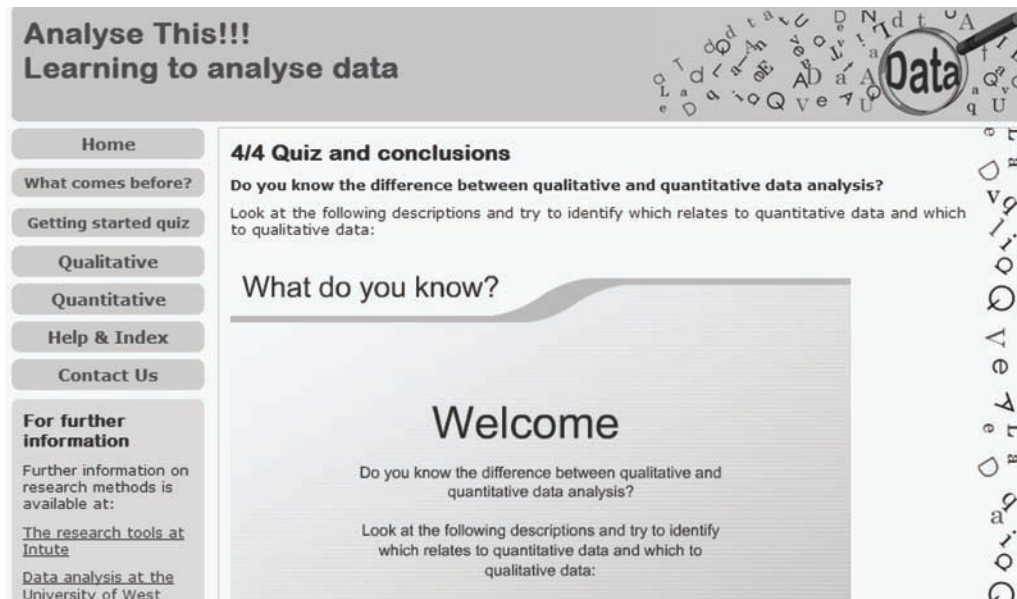 Analyse This!!!
Learning to analyse data
Data
Home
What comes before?
Getting started quiz
Qualitative
Quantitative
Help & Index
Contact Us
For further
information
Further information on
research methods is
available at:
The research tools at
Intute
Data analysis at the
University of West
4/4 Quiz and conclusions
Do you know the difference between qualitative and quantitative data analysis?
Look at the following descriptions and try to identify which relates to quantitative data and which
to qualitative data:
What do you know?
Welcome
Do you know the difference between qualitative and
quantitative data analysis?
Look at the following descriptions and try to identify
which relates to quantitative data and which to
qualitative data: